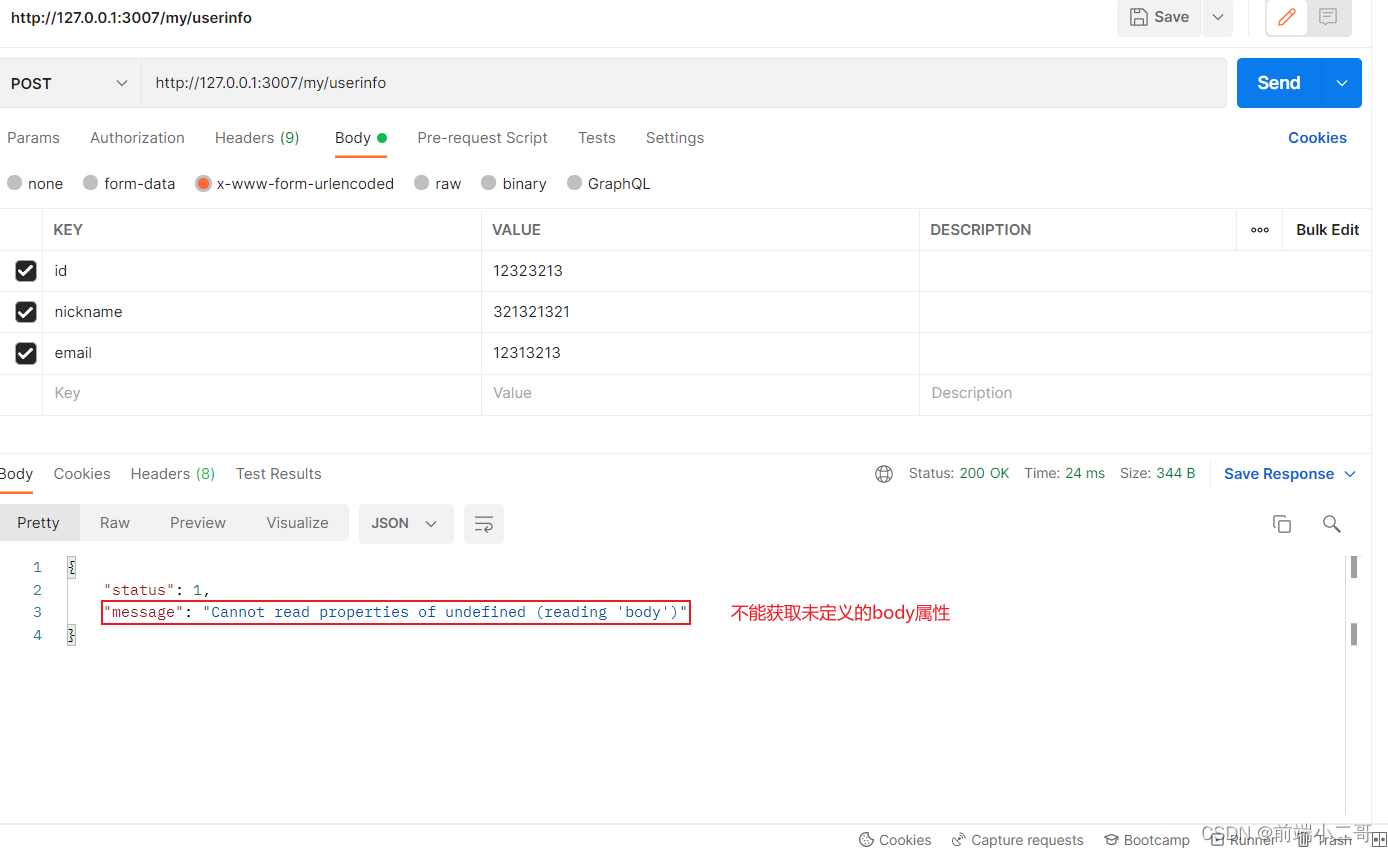 http://127.0.0.1:3007/my/userinfo
Save
POST
http://127.0.0.1:3007/my/userinfo
Send
Params Authorization Headers (9) Body Pre-request Script Tests Settings Cookies
none form-data x-www-form-urlencoded raw binary GraphQL
KEY VALUE DESCRIPTION Bulk Edit
id 12323213
nickname 321321321
email 12313213
Key Value Description
Body Cookies Headers (8) Test Results Status: 200 OK Time: 24 ms Size: 344 B Save Response
Pretty Raw Preview Visualize JSON
1 {
2 "status": 1,
3 "message": "Cannot read properties of undefined (reading 'body')" 不能获取未定义的body属性
4 }
Cookies Capture requests Bootcamp Runner Trash
CSDN @前端小二哥